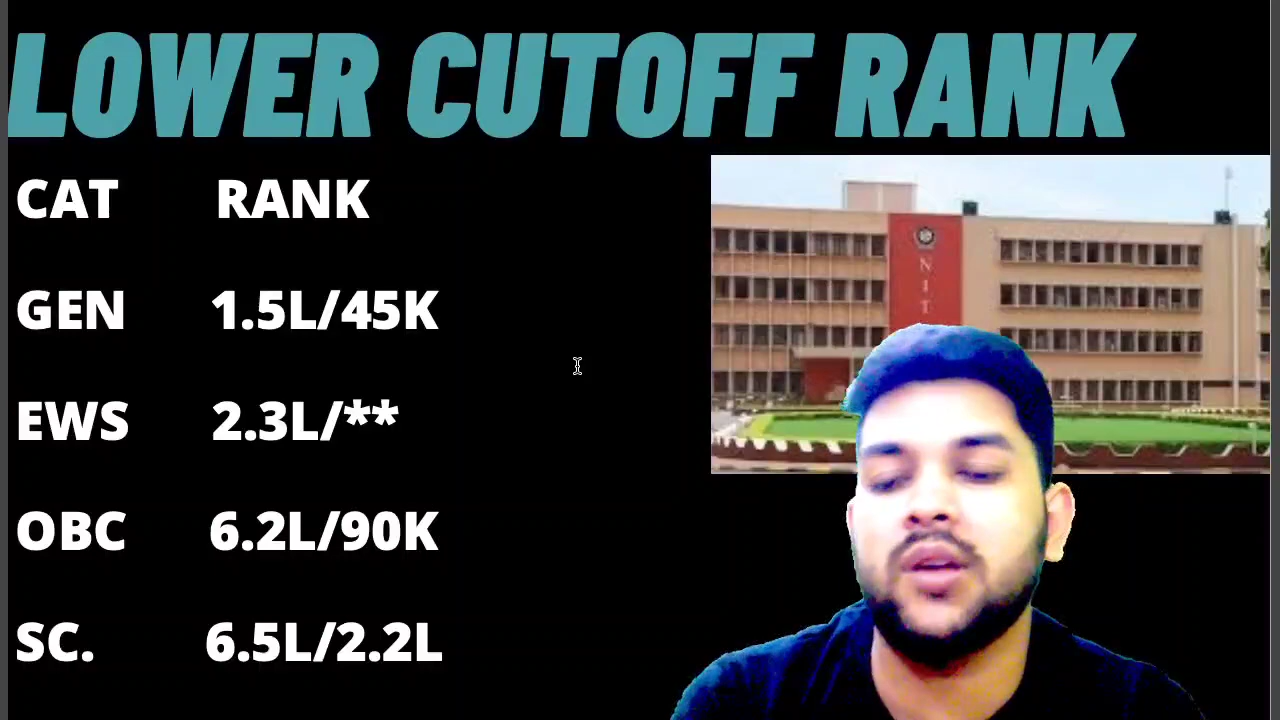 LOWER CUTOFF RANK
CAT RANK
GEN 1.5L/45K
EWS 2.3L/**
OBC 6.2L/90K
SC. 6.5L/2.2L
NIT